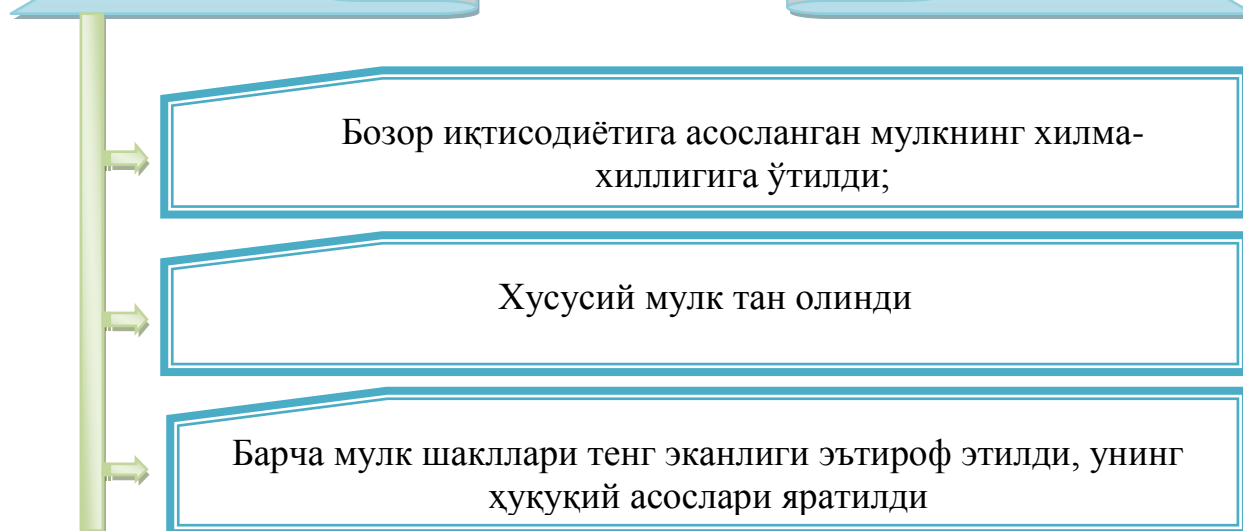 Бозор иқтисодиётига асосланган мулкнинг хилма-
хиллигига ўтилди;
Хусусий мулк тан олинди
Барча мулк шакллари тенг эканлиги эътироф этилди, унинг
ҳуқуқий асослари яратилди